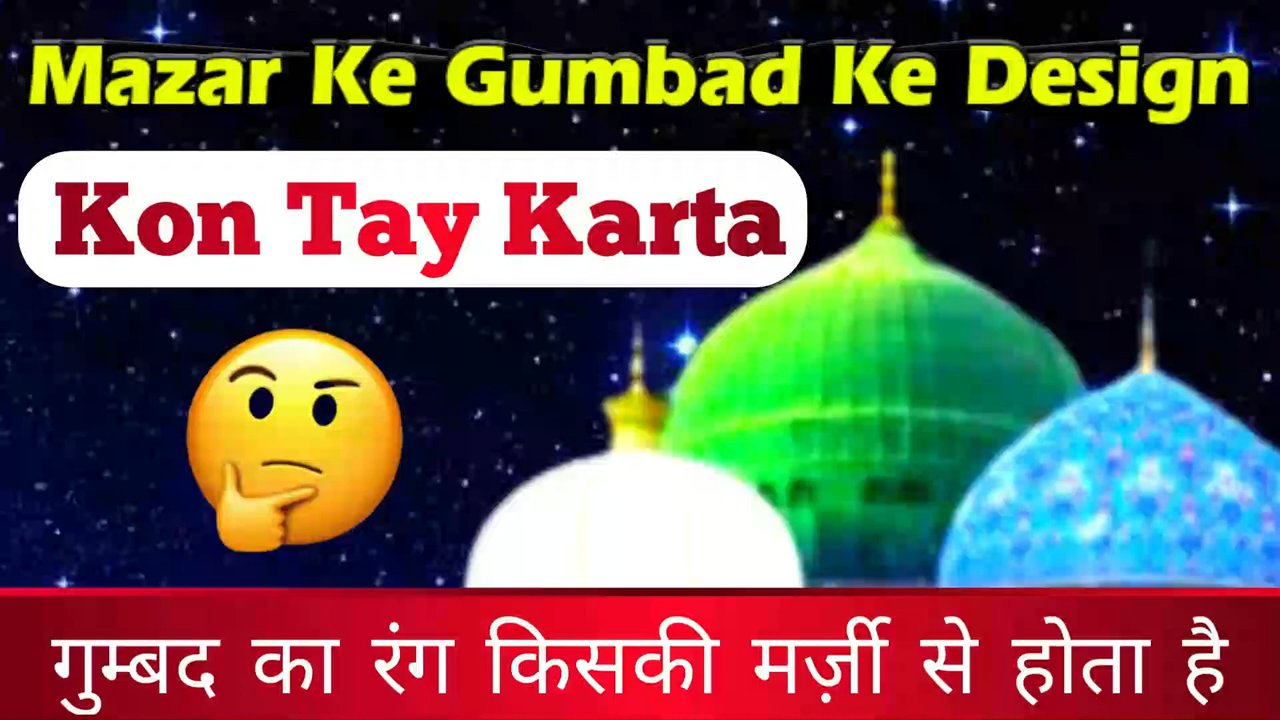 Mazar Ke Gumbad Ke Design
Kon Tay Karta
गुम्बद का रंग किसकी मर्ज़ी से होता है